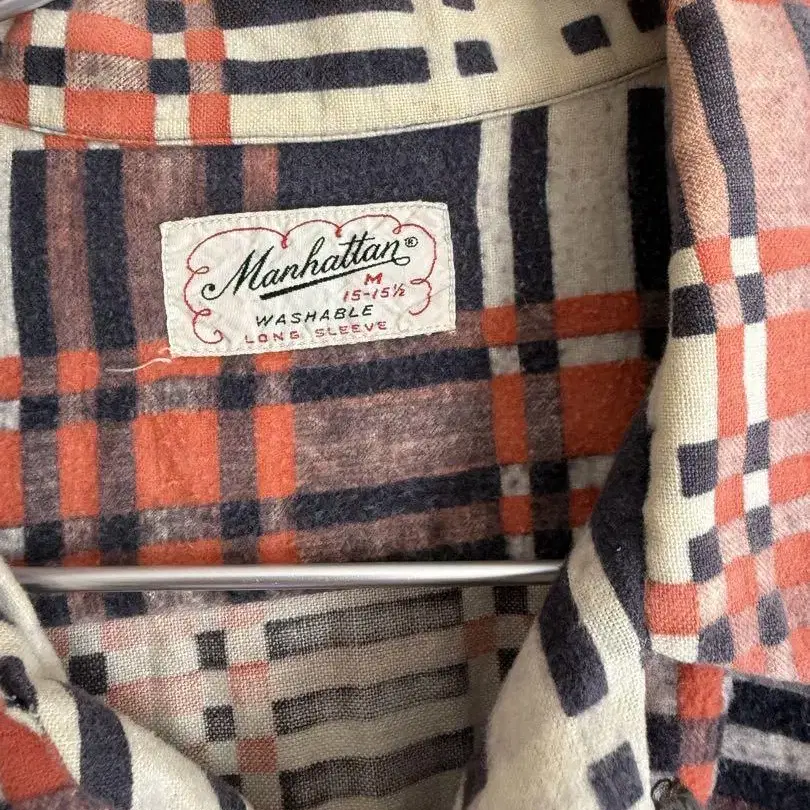 Manhattan®
M
15-15½
WASHABLE
LONG SLEEVE